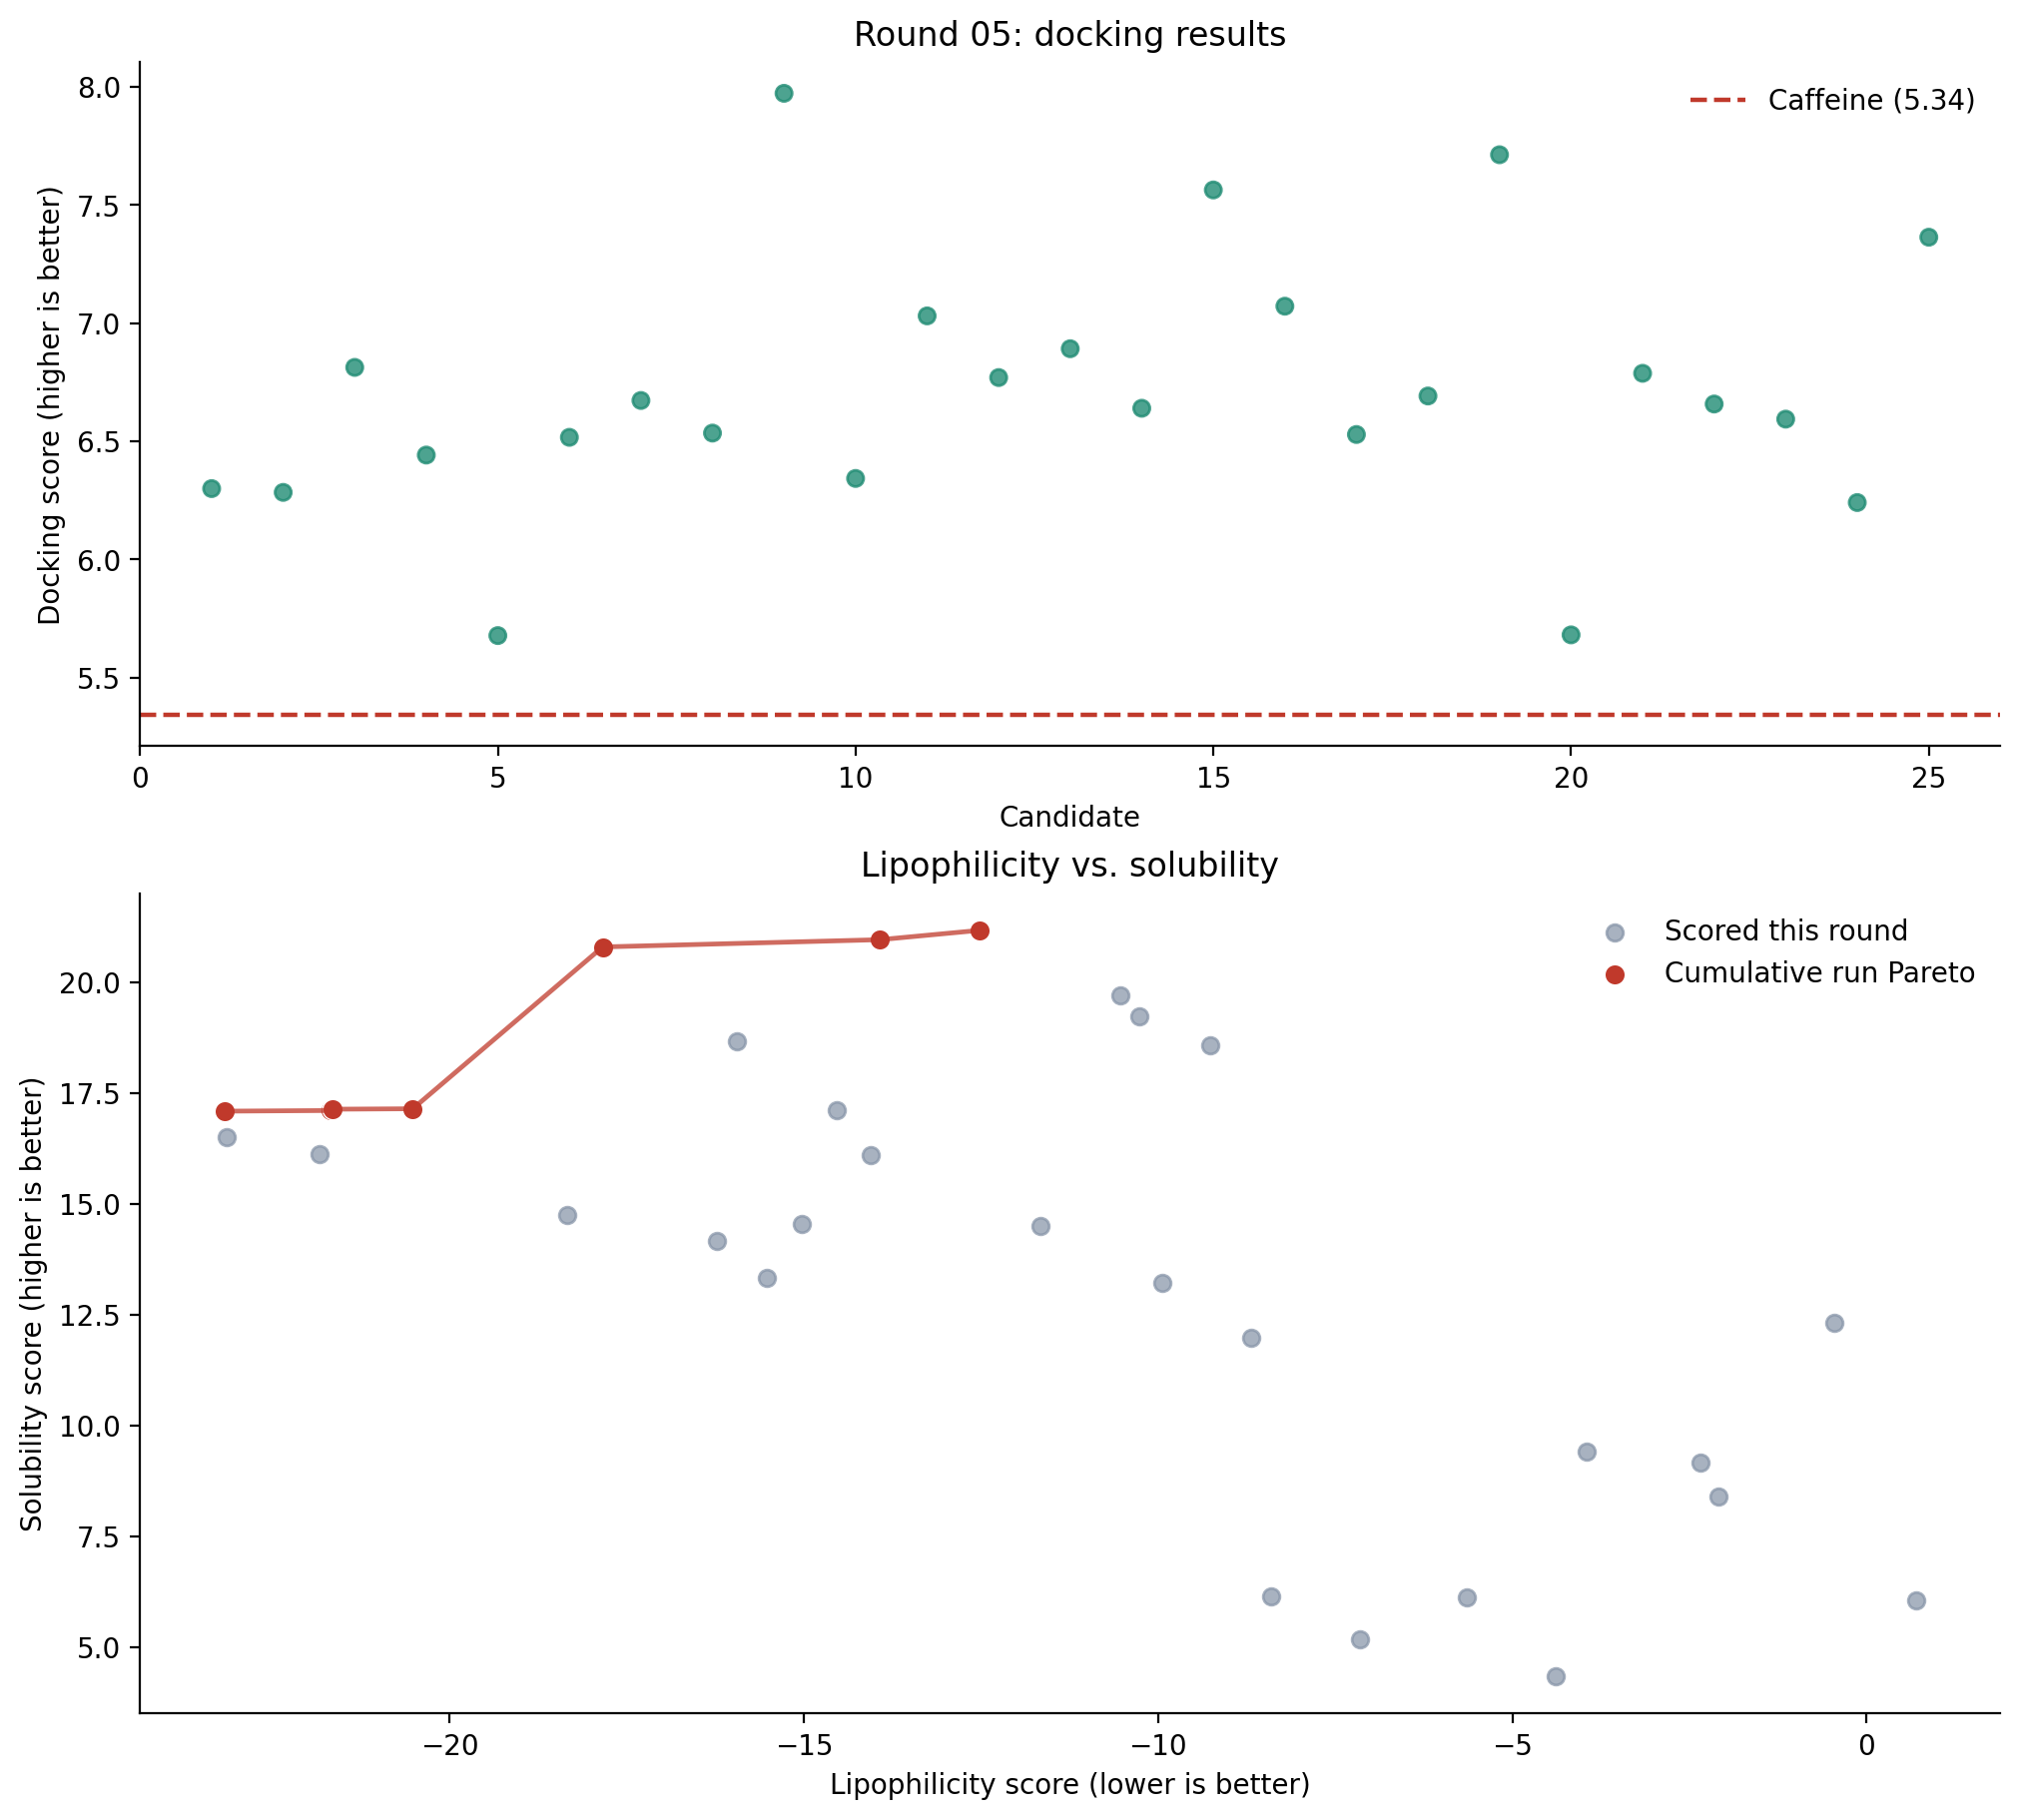 Round 05: docking results
Docking score (higher is better)
8.0
7.5
7.0
6.5
6.0
5.5
Caffeine (5.34)
0 5 10 15 20 25
Candidate
Lipophilicity vs. solubility
Solubility score (higher is better)
20.0
17.5
15.0
12.5
10.0
7.5
5.0
Scored this round
Cumulative run Pareto
−20 −15 −10 −5 0
Lipophilicity score (lower is better)